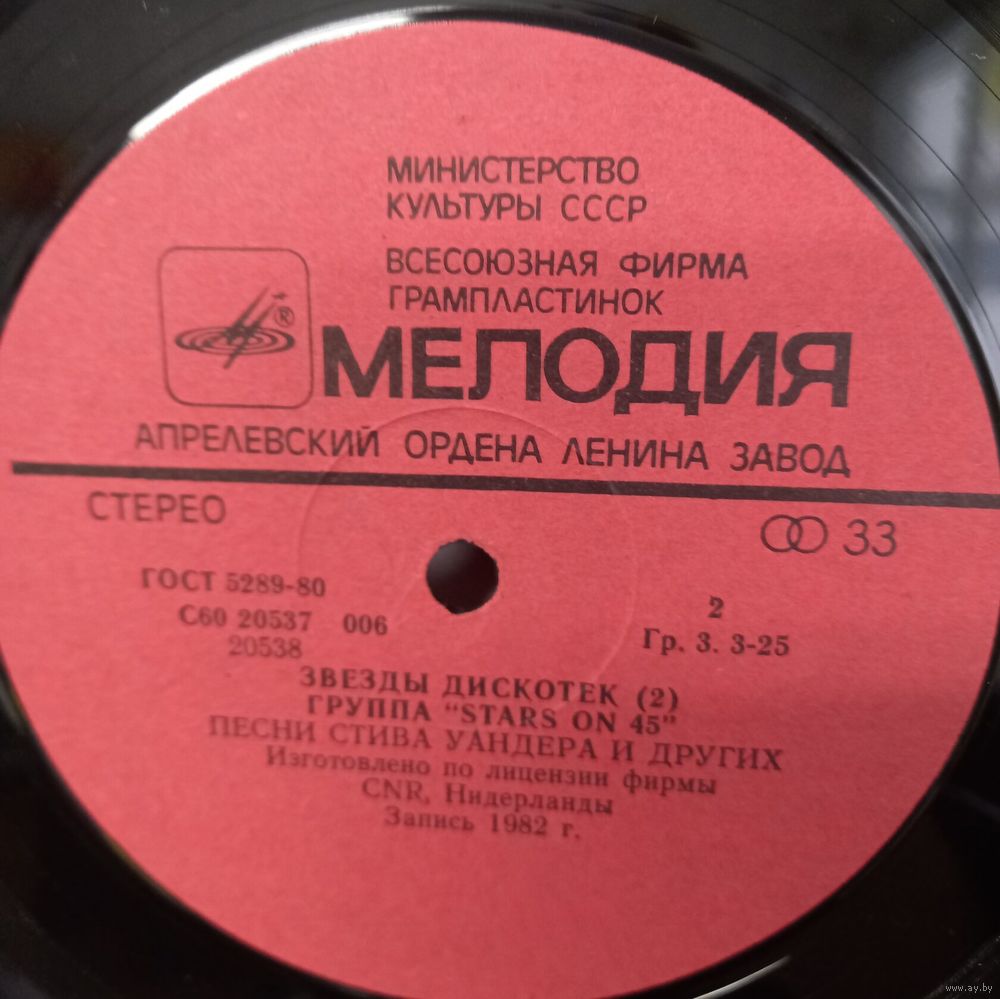 МИНИСТЕРСТВО
КУЛЬТУРЫ СССР
ВСЕСОЮЗНАЯ ФИРМА
ГРАМПЛАСТИНОК
®
МЕЛОДИЯ
АПРЕЛЕВСКИЙ ОРДЕНА ЛЕНИНА ЗАВОД
СТЕРЕО
33
ГОСТ 5289-80
С60 20537 006
20538
2
Гр. 3. 3-25
ЗВЕЗДЫ ДИСКОТЕК (2)
ГРУППА "STARS ON 45"
ПЕСНИ СТИВА УАНДЕРА И ДРУГИХ
Изготовлено по лицензии фирмы
CNR, Нидерланды
Запись 1982 г.
www.ay.by